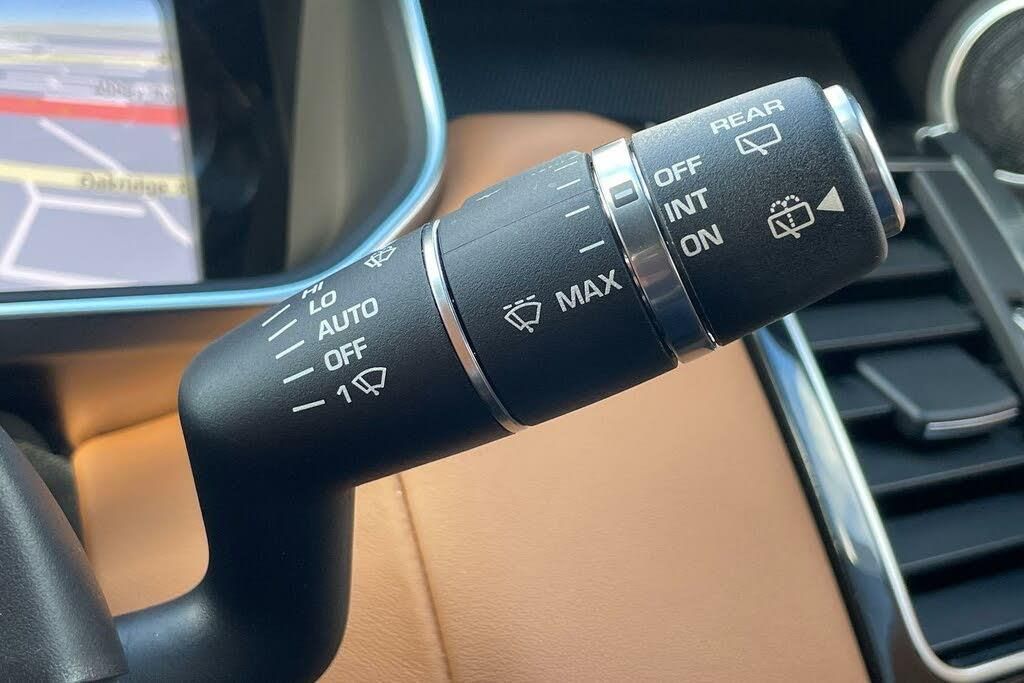 Oakridge
HI
LO
AUTO
OFF
1
MAX
REAR
OFF
INT
ON